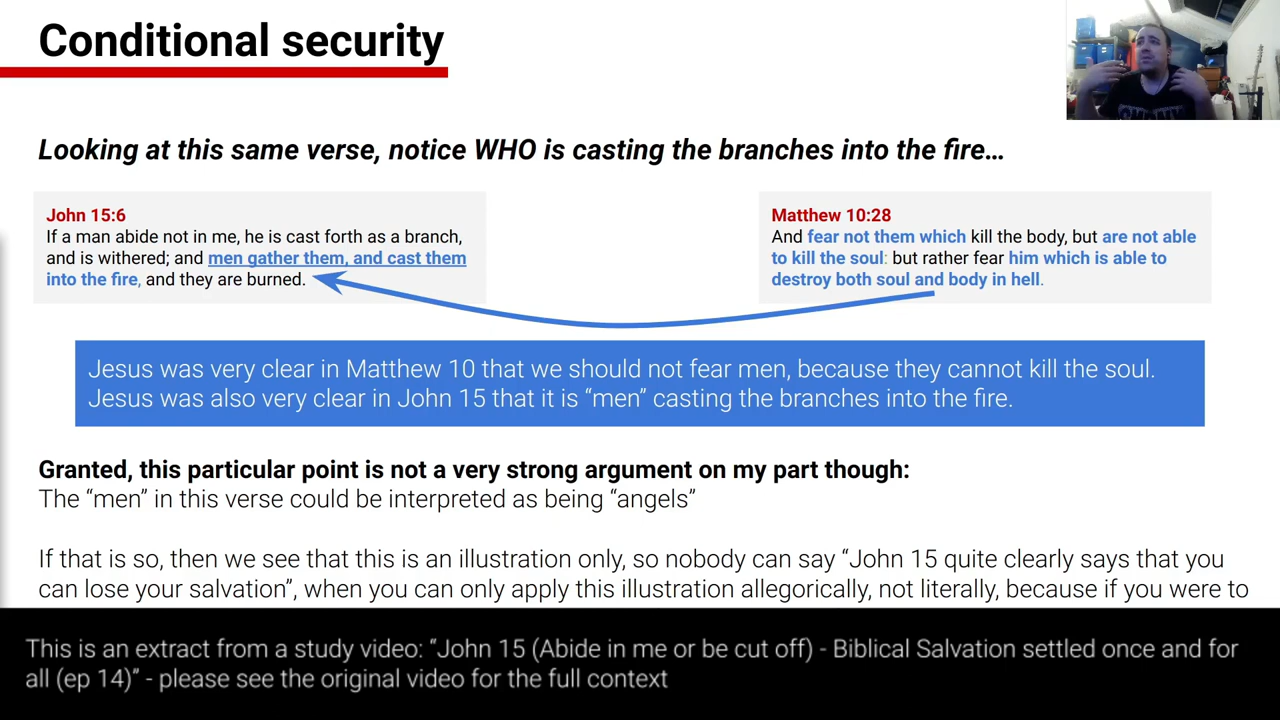 Conditional security
Looking at this same verse, notice WHO is casting the branches into the fire…
John 15:6
If a man abide not in me, he is cast forth as a branch,
and is withered; and men gather them, and cast them
into the fire, and they are burned.
Matthew 10:28
And fear not them which kill the body, but are not able
to kill the soul: but rather fear him which is able to
destroy both soul and body in hell.
Jesus was very clear in Matthew 10 that we should not fear men, because they cannot kill the soul.
Jesus was also very clear in John 15 that it is “men” casting the branches into the fire.
Granted, this particular point is not a very strong argument on my part though:
The “men” in this verse could be interpreted as being “angels”
If that is so, then we see that this is an illustration only, so nobody can say “John 15 quite clearly says that you
can lose your salvation”, when you can only apply this illustration allegorically, not literally, because if you were to
This is an extract from a study video: “John 15 (Abide in me or be cut off) - Biblical Salvation settled once and for
all (ep 14)” - please see the original video for the full context